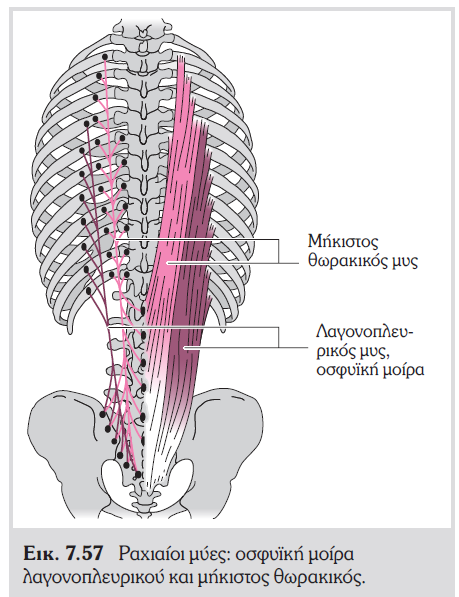 Μήκιστος
θωρακικός μυς
Λαγονοπλευ-
ρικός μυς,
οσφυϊκή μοίρα
Εικ. 7.57 Ραχιαίοι μύες: οσφυϊκή μοίρα
λαγονοπλευρικού και μήκιστος θωρακικός.